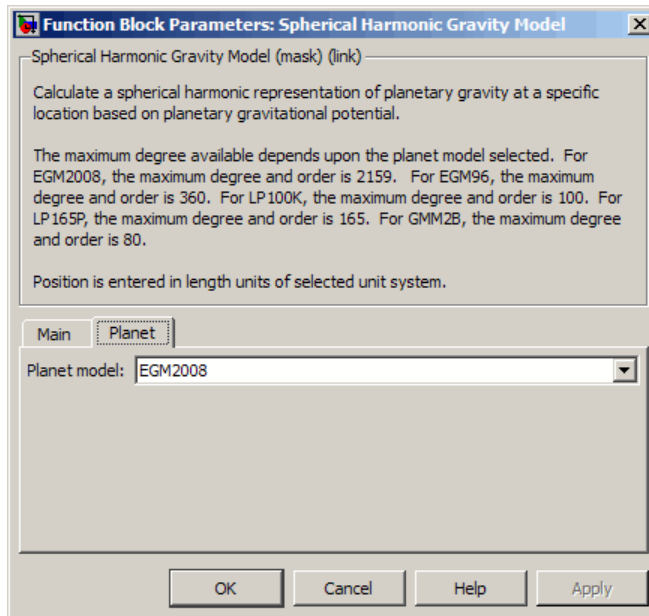 Function Block Parameters: Spherical Harmonic Gravity Model
Spherical Harmonic Gravity Model (mask) (link)
Calculate a spherical harmonic representation of planetary gravity at a specific
location based on planetary gravitational potential.
The maximum degree available depends upon the planet model selected.  For
EGM2008, the maximum degree and order is 2159.   For EGM96, the maximum
degree and order is 360.  For LP100K, the maximum degree and order is 100.  For
LP165P, the maximum degree and order is 165.  For GMM2B, the maximum degree
and order is 80.
Position is entered in length units of selected unit system.
Main Planet
Planet model: EGM2008
OK Cancel Help Apply